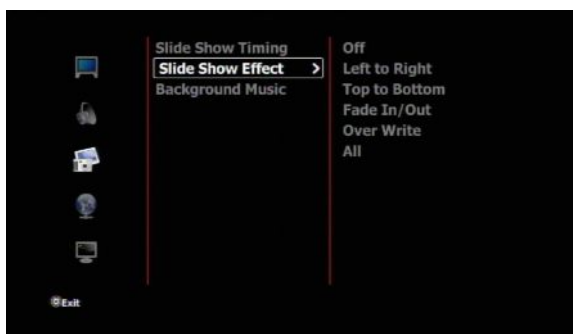 Slide Show Timing
Slide Show Effect >
Background Music
Off
Left to Right
Top to Bottom
Fade In/Out
Over Write
All
Exit